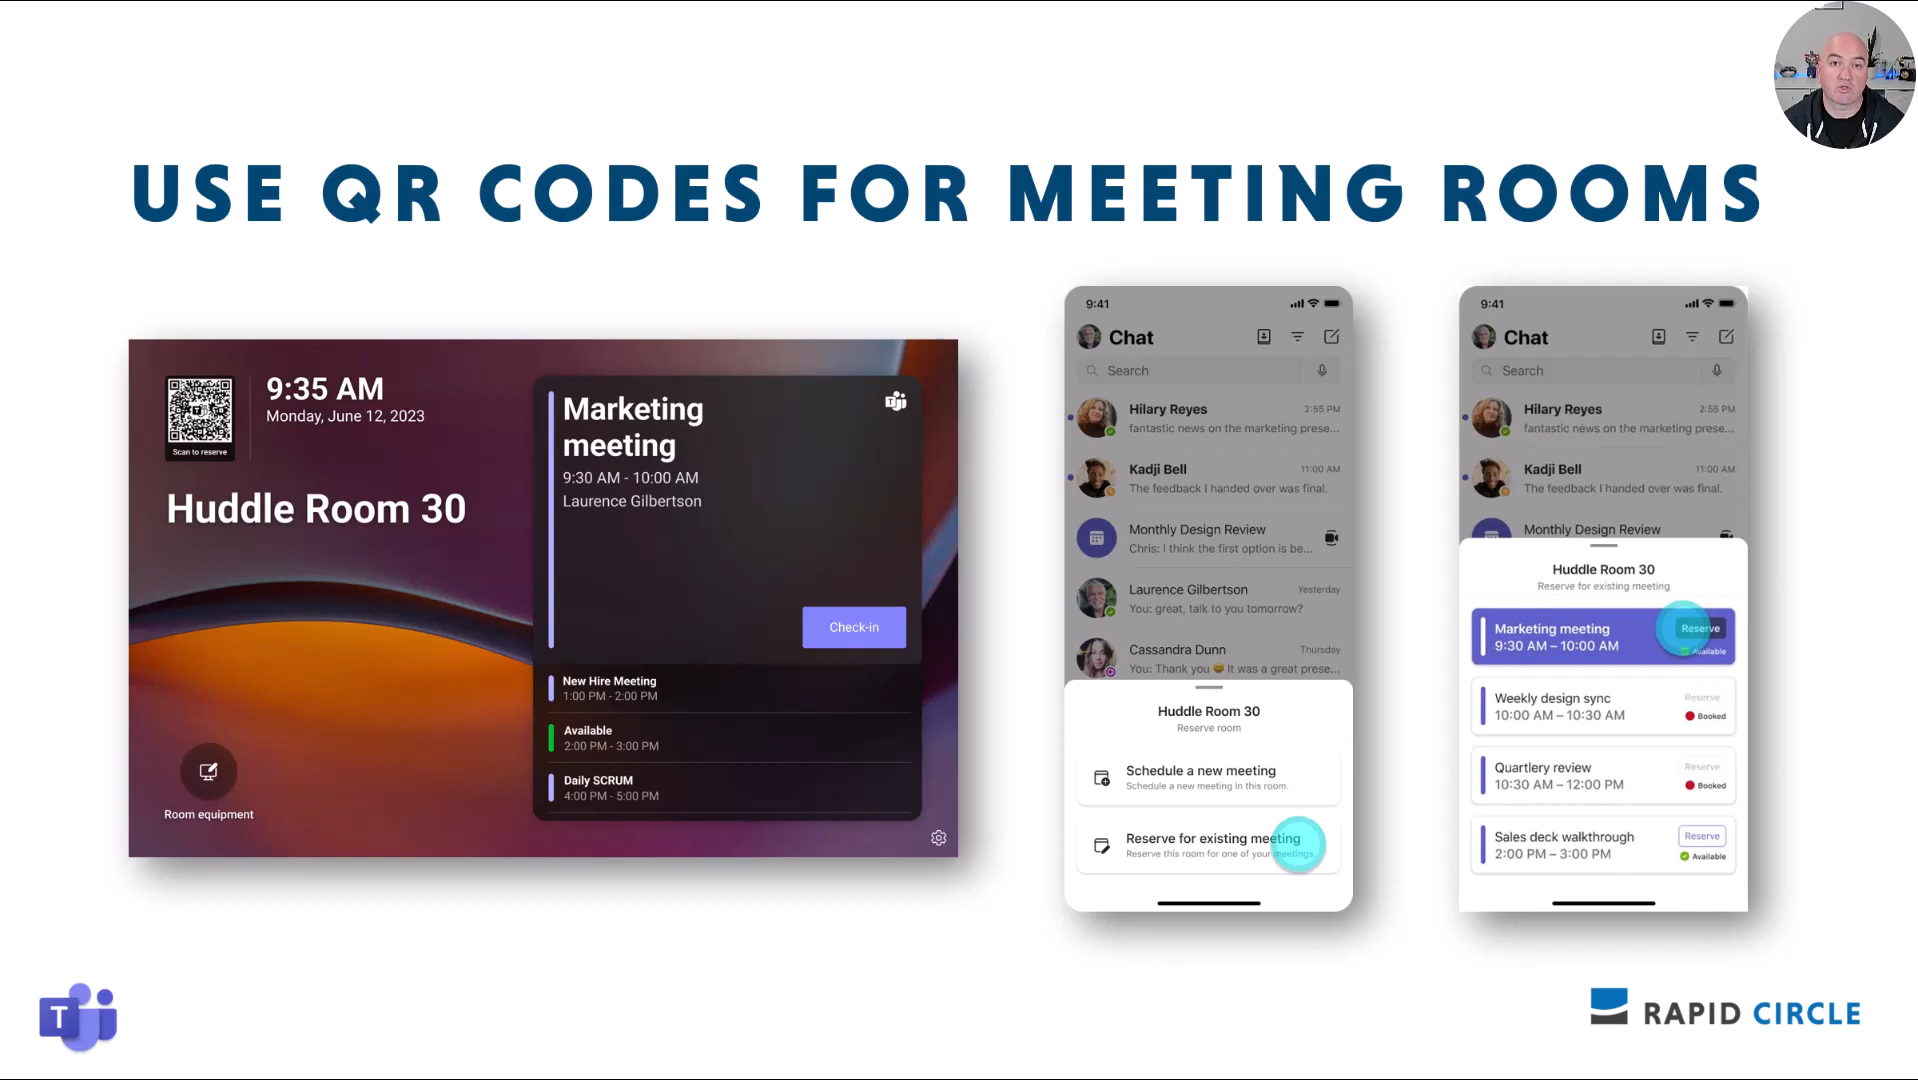 USE QR CODES FOR MEETING ROOMS
Scan to reserve
9:35 AM
Monday, June 12, 2023
Huddle Room 30
Room equipment
Marketing
meeting
9:30 AM - 10:00 AM
Laurence Gilbertson
Check-in
New Hire Meeting
1:00 PM - 2:00 PM
Available
2:00 PM - 3:00 PM
Daily SCRUM
4:00 PM - 5:00 PM
9:41
Chat
Search
Hilary Reyes 2:55 PM
fantastic news on the marketing prese...
Kadji Bell 11:00 AM
The feedback I handed over was final.
Monthly Design Review
Chris: I think the first option is be...
Laurence Gilbertson Yesterday
You: great, talk to you tomorrow?
Cassandra Dunn Thursday
You: Thank you 😄 It was a great prese...
Huddle Room 30
Reserve room
Schedule a new meeting
Schedule a new meeting in this room.
Reserve for existing meeting
Reserve this room for one of your meetings.
9:41
Chat
Search
Hilary Reyes 2:55 PM
fantastic news on the marketing prese...
Kadji Bell 11:00 AM
The feedback I handed over was final.
Monthly Design Review
Huddle Room 30
Reserve for existing meeting
Marketing meeting Reserve
9:30 AM – 10:00 AM Available
Weekly design sync Reserve
10:00 AM – 10:30 AM Booked
Quartlery review Reserve
10:30 AM – 12:00 PM Booked
Sales deck walkthrough Reserve
2:00 PM – 3:00 PM Available
T
RAPID CIRCLE